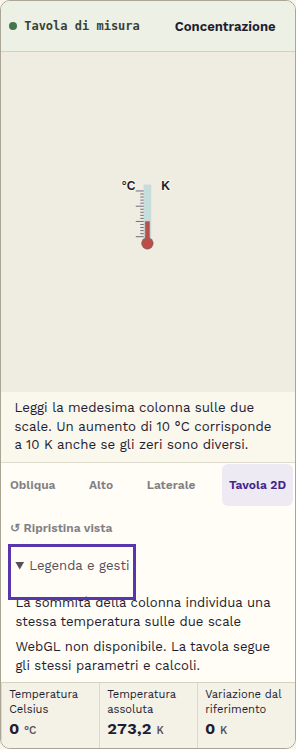 Tavola di misura
Concentrazione
°C K
Leggi la medesima colonna sulle due
scale. Un aumento di 10 °C corrisponde
a 10 K anche se gli zeri sono diversi.
Obliqua Alto Laterale Tavola 2D
↺ Ripristina vista
▼ Legenda e gesti
La sommità della colonna individua una
stessa temperatura sulle due scale
WebGL non disponibile. La tavola segue
gli stessi parametri e calcoli.
Temperatura
Celsius
0 °C
Temperatura
assoluta
273,2 K
Variazione dal
riferimento
0 K